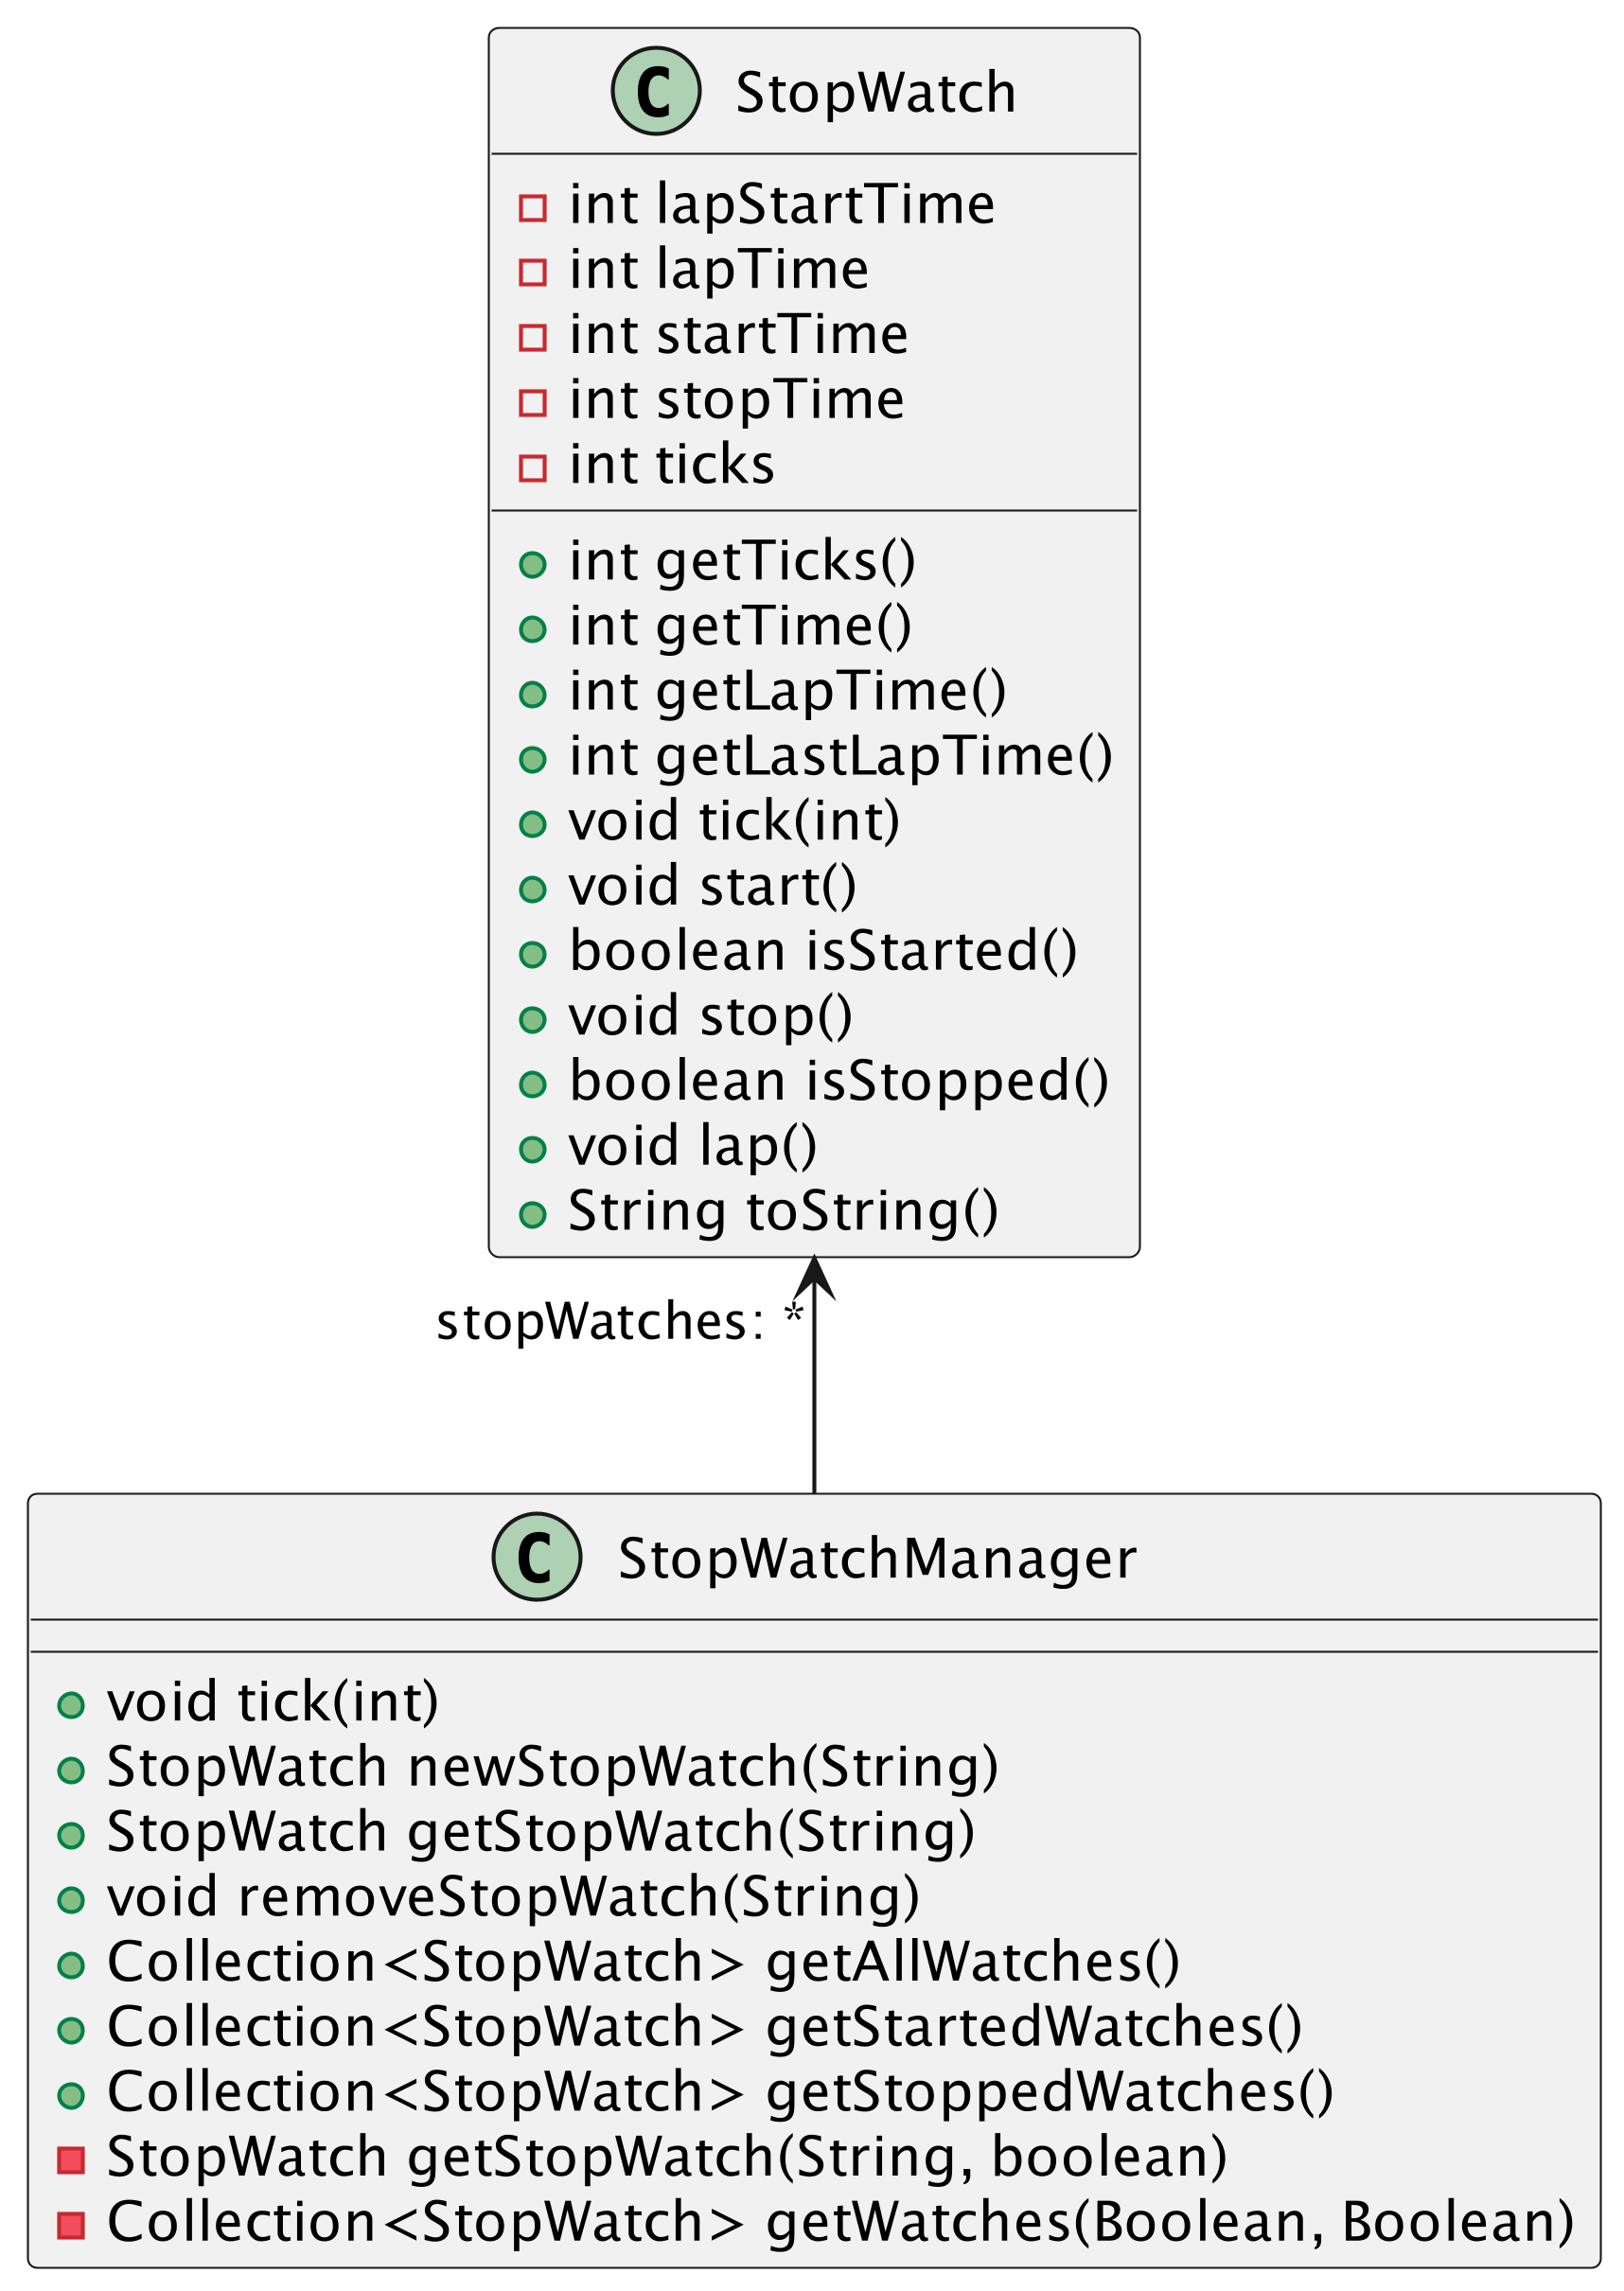 C StopWatch
int lapStartTime
int lapTime
int startTime
int stopTime
int ticks
int getTicks()
int getTime()
int getLapTime()
int getLastLapTime()
void tick(int)
void start()
boolean isStarted()
void stop()
boolean isStopped()
void lap()
String toString()
stopWatches: *
C StopWatchManager
void tick(int)
StopWatch newStopWatch(String)
StopWatch getStopWatch(String)
void removeStopWatch(String)
Collection<StopWatch> getAllWatches()
Collection<StopWatch> getStartedWatches()
Collection<StopWatch> getStoppedWatches()
StopWatch getStopWatch(String, boolean)
Collection<StopWatch> getWatches(Boolean, Boolean)